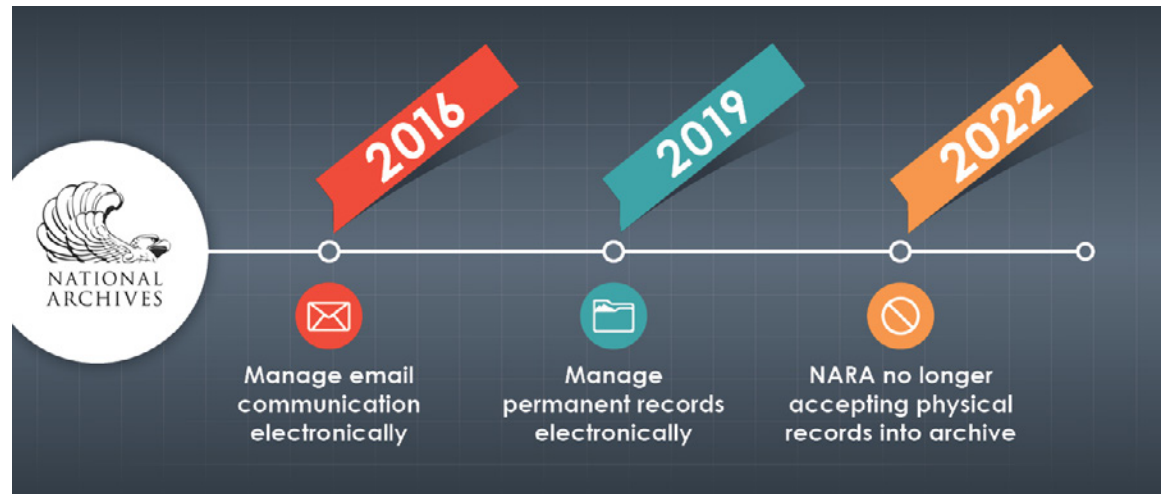 2016
2019
2022
NATIONAL
ARCHIVES
Manage email
communication
electronically
Manage
permanent records
electronically
NARA no longer
accepting physical
records into archive